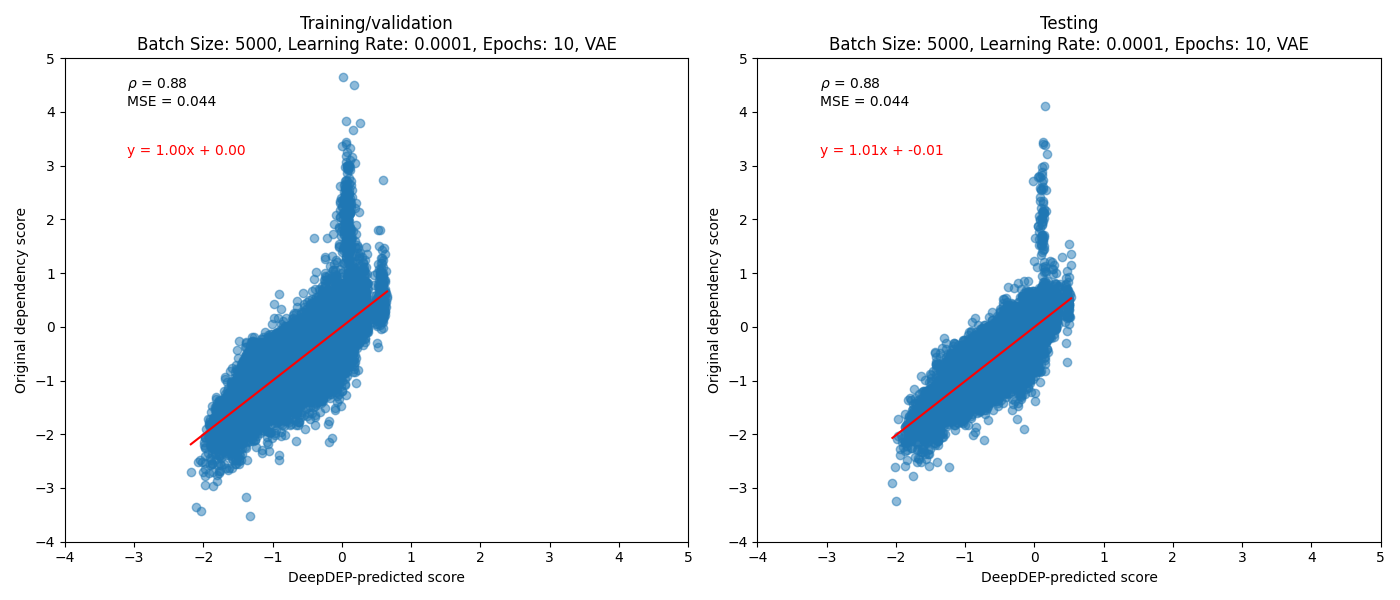 Training/validation
Batch Size: 5000, Learning Rate: 0.0001, Epochs: 10, VAE
ρ = 0.88
MSE = 0.044
y = 1.00x + 0.00
5
4
3
2
1
0
−1
−2
−3
−4
Original dependency score
−4 −3 −2 −1 0 1 2 3 4 5
DeepDEP-predicted score
Testing
Batch Size: 5000, Learning Rate: 0.0001, Epochs: 10, VAE
ρ = 0.88
MSE = 0.044
y = 1.01x + -0.01
5
4
3
2
1
0
−1
−2
−3
−4
Original dependency score
−4 −3 −2 −1 0 1 2 3 4 5
DeepDEP-predicted score